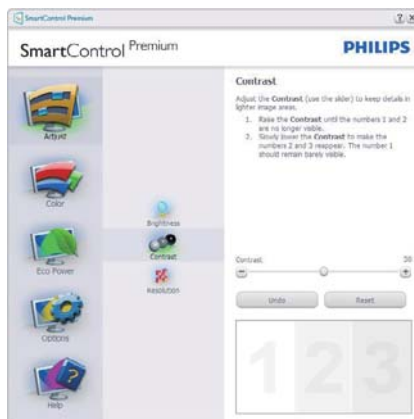 SmartControl Premium
SmartControl Premium
PHILIPS
Contrast
Adjust the Contrast (use the slider) to keep details in
lighter image areas.
1. Raise the Contrast until the numbers 1 and 2
are no longer visible.
2. Slowly lower the Contrast to make the
numbers 2 and 3 reappear. The number 1
should remain barely visible.
Adjust
Color
Eco Power
Options
Help
Brightness
Contrast
Resolution
Contrast
Undo
Reset
1 2 3